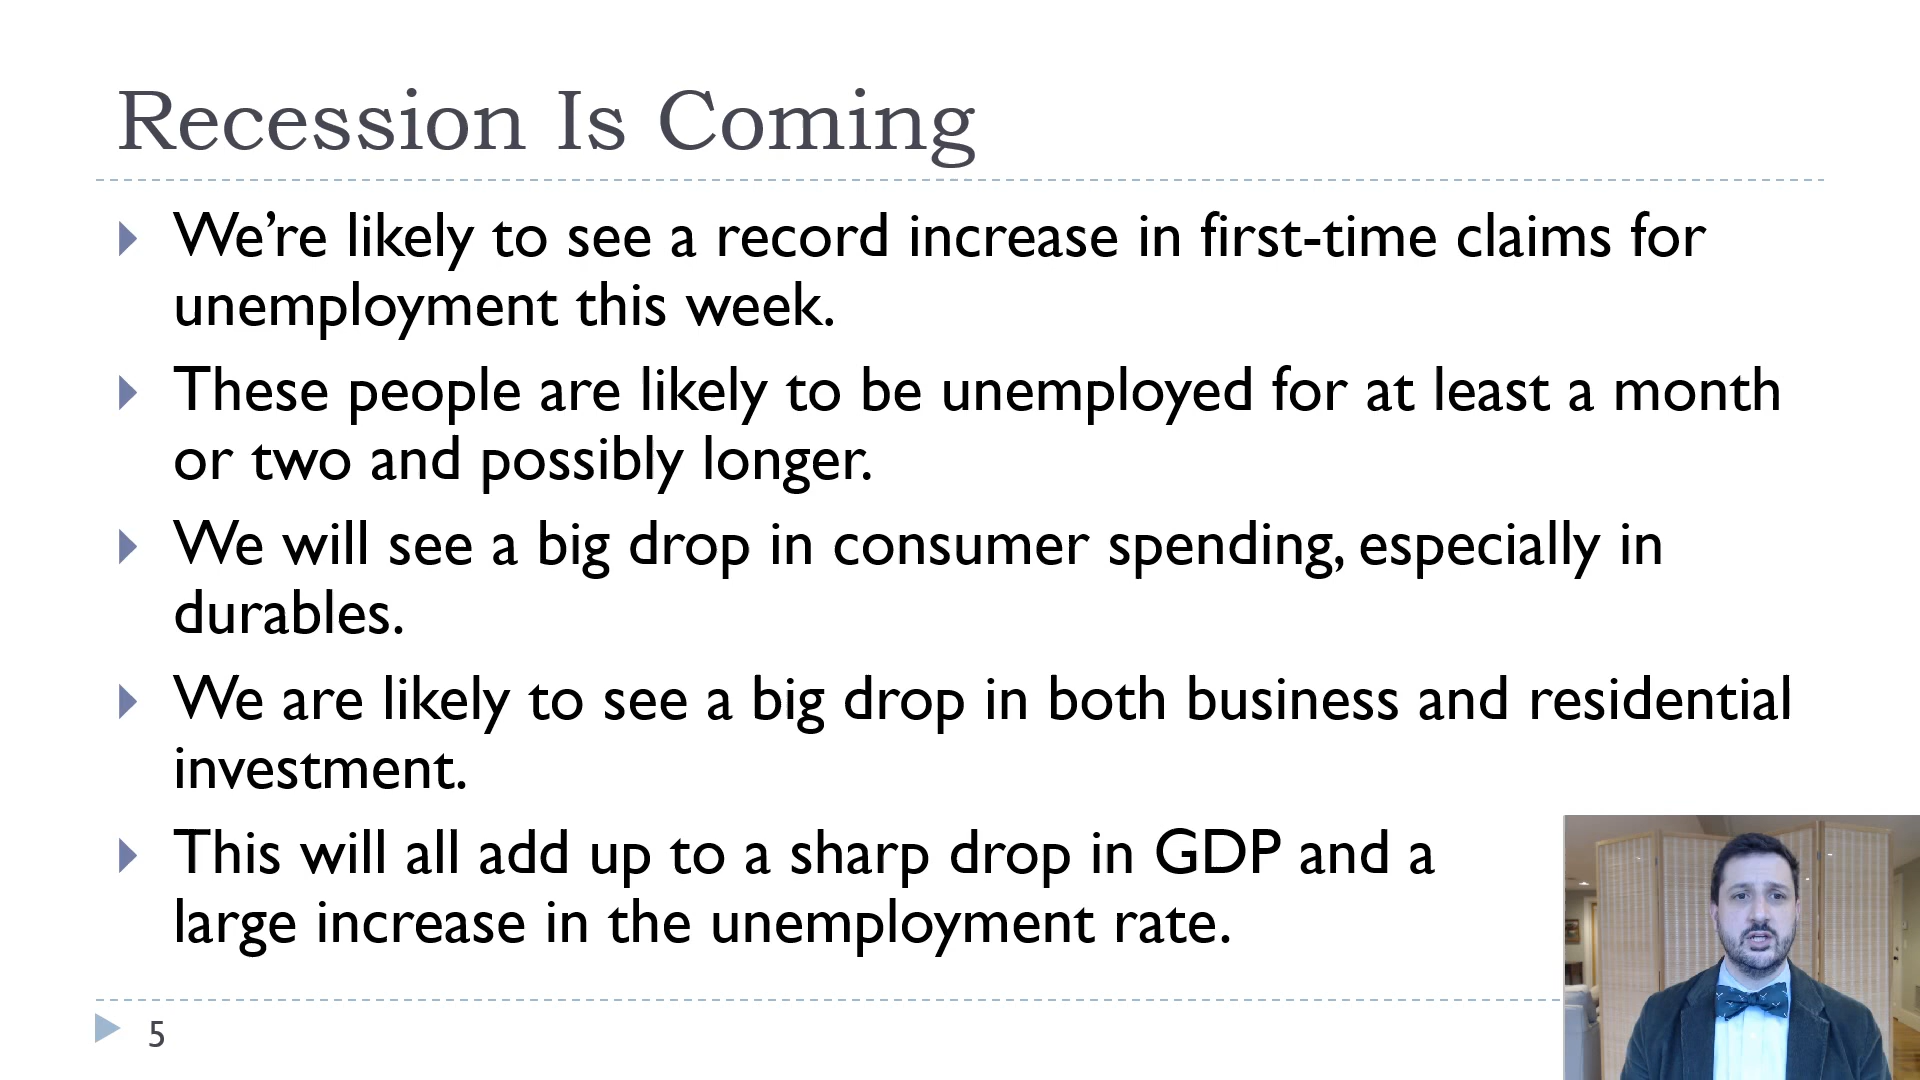 Recession Is Coming
We’re likely to see a record increase in first-time claims for
unemployment this week.
These people are likely to be unemployed for at least a month
or two and possibly longer.
We will see a big drop in consumer spending, especially in
durables.
We are likely to see a big drop in both business and residential
investment.
This will all add up to a sharp drop in GDP and a
large increase in the unemployment rate.
5